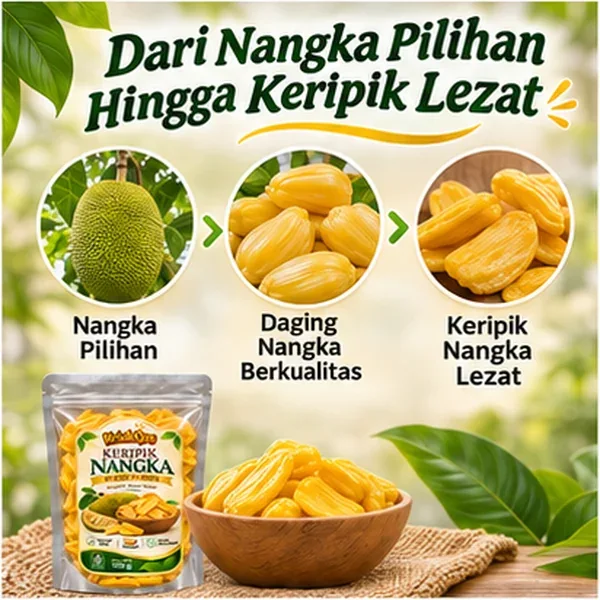 Dari Nangka Pilihan
Hingga Keripik Lezat
Nangka
Pilihan
Daging
Nangka
Berkualitas
Keripik
Nangka
Lezat
KERIPIK
NANGKA